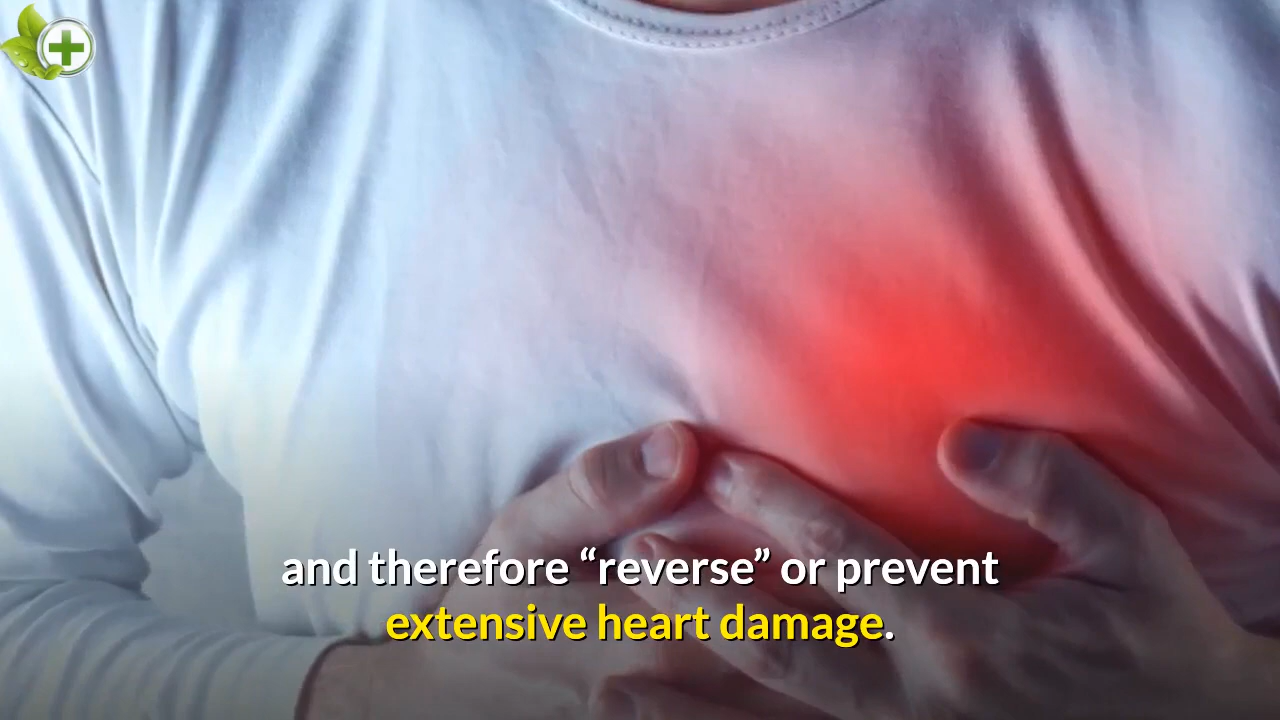 and therefore “reverse” or prevent
extensive heart damage.